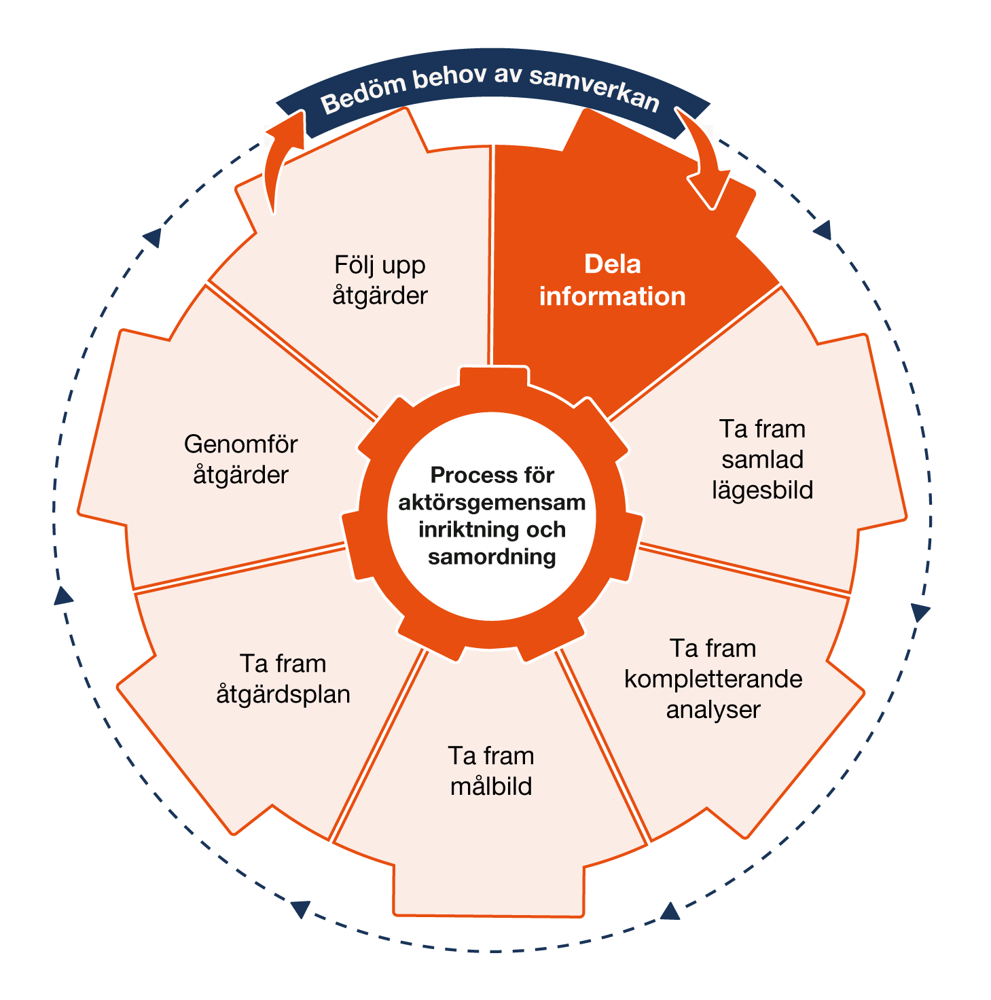 Bedöm behov av samverkan
Dela
information
Ta fram
samlad
lägesbild
Ta fram
kompletterande
analyser
Ta fram
målbild
Ta fram
åtgärdsplan
Genomför
åtgärder
Följ upp
åtgärder
Process för
aktörsgemensam
inriktning och
samordning